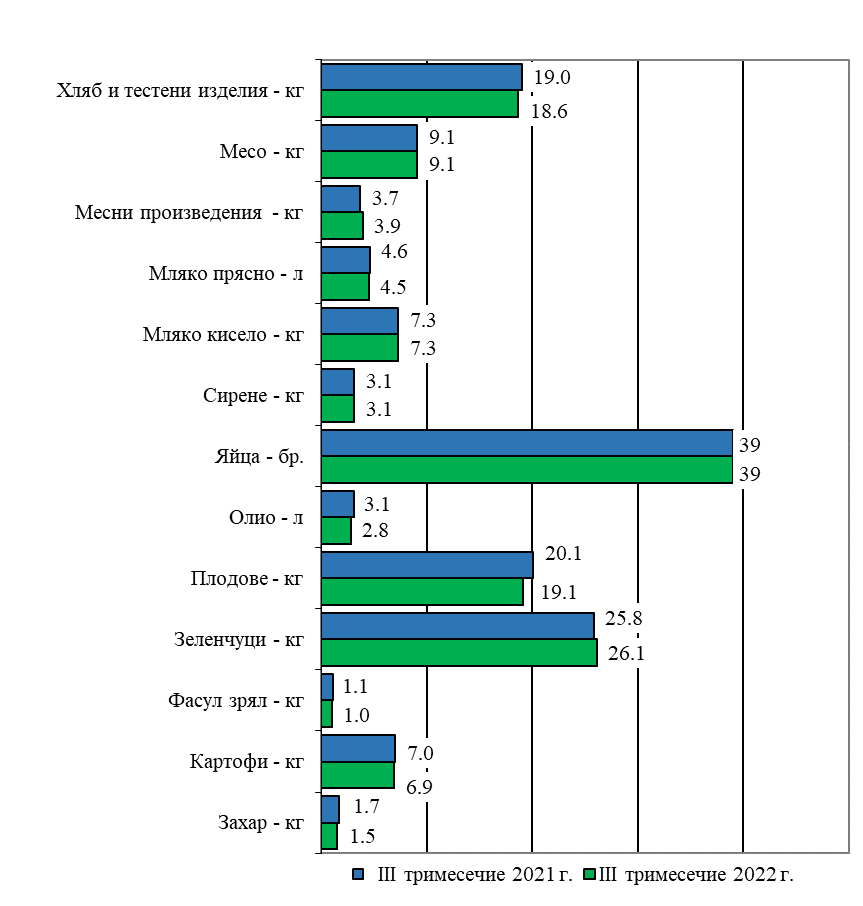 Хляб и тестени изделия - кг
19.0
18.6
Месо - кг
9.1
9.1
Месни произведения - кг
3.7
3.9
Мляко прясно - л
4.6
4.5
Мляко кисело - кг
7.3
7.3
Сирене - кг
3.1
3.1
Яйца - бр.
39
39
Олио - л
3.1
2.8
Плодове - кг
20.1
19.1
Зеленчуци - кг
25.8
26.1
Фасул зрял - кг
1.1
1.0
Картофи - кг
7.0
6.9
Захар - кг
1.7
1.5
III тримесечие 2021 г. III тримесечие 2022 г.